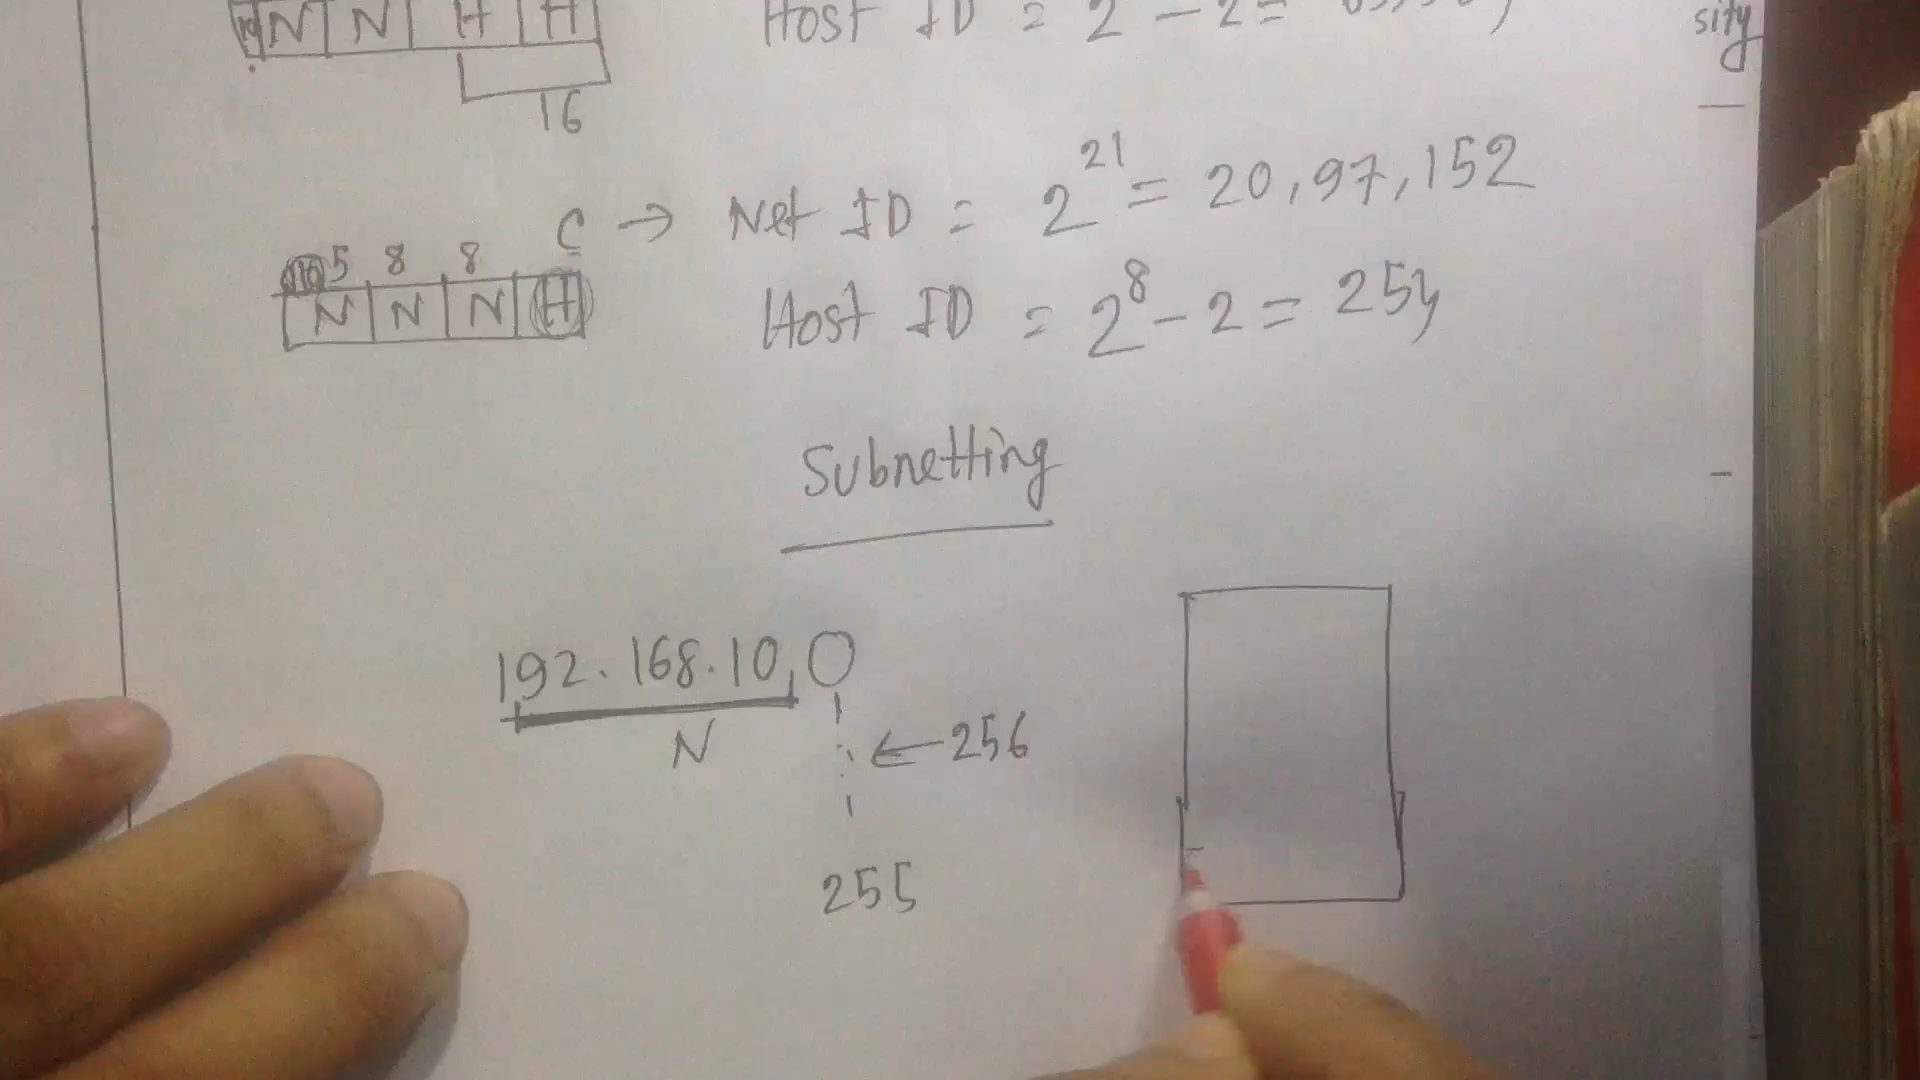 N N H H
Host ID = 2 - 2 =
sity
16
C → Net ID = 2^21 = 20,97,152
5 8 8
N N N H
Host ID = 2^8 - 2 = 254
Subnetting
192.168.10.0
N
← 256
255